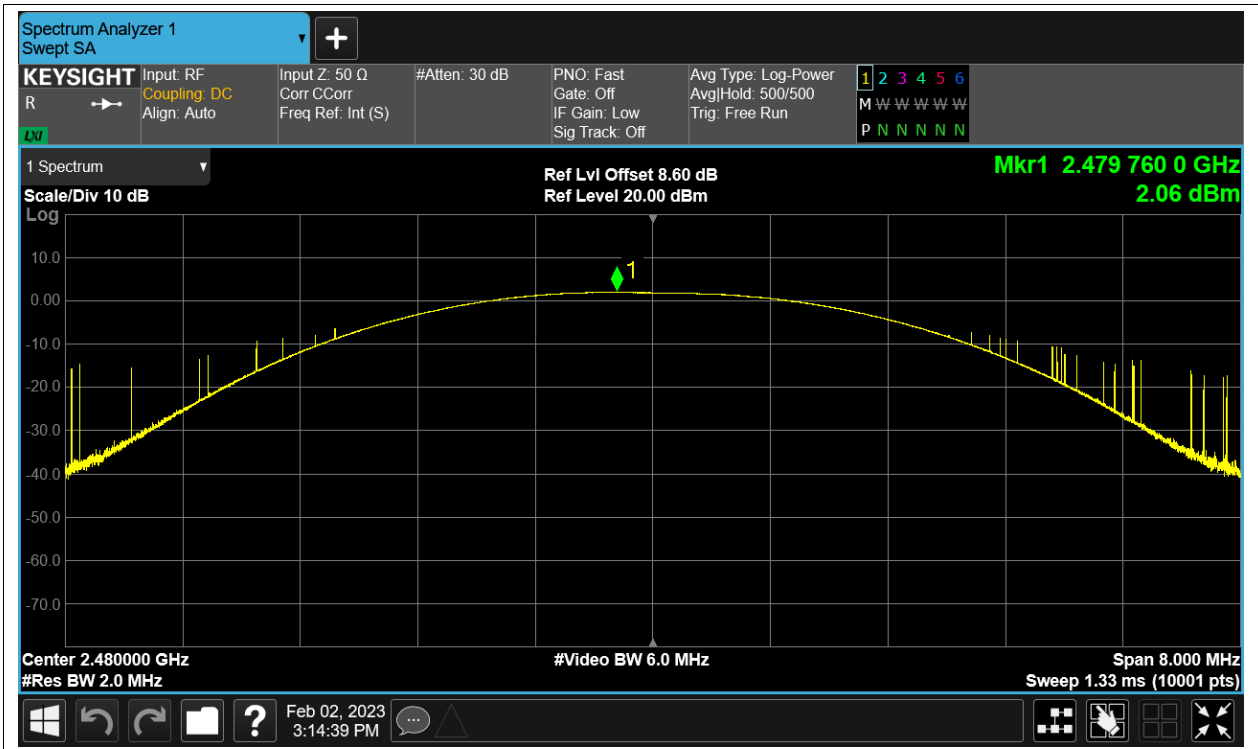 Spectrum Analyzer 1
Swept SA
KEYSIGHT
R
LXI
Input: RF
Coupling: DC
Align: Auto
Input Z: 50 Ω
Corr CCorr
Freq Ref: Int (S)
#Atten: 30 dB
PNO: Fast
Gate: Off
IF Gain: Low
Sig Track: Off
Avg Type: Log-Power
Avg|Hold: 500/500
Trig: Free Run
1 2 3 4 5 6
M W W W W W
P N N N N N
1 Spectrum
Scale/Div 10 dB
Ref Lvl Offset 8.60 dB
Ref Level 20.00 dBm
Mkr1 2.479 760 0 GHz
2.06 dBm
Log
10.0
0.00
-10.0
-20.0
-30.0
-40.0
-50.0
-60.0
-70.0
1
Center 2.480000 GHz
#Res BW 2.0 MHz
#Video BW 6.0 MHz
Span 8.000 MHz
Sweep 1.33 ms (10001 pts)
?
Feb 02, 2023
3:14:39 PM